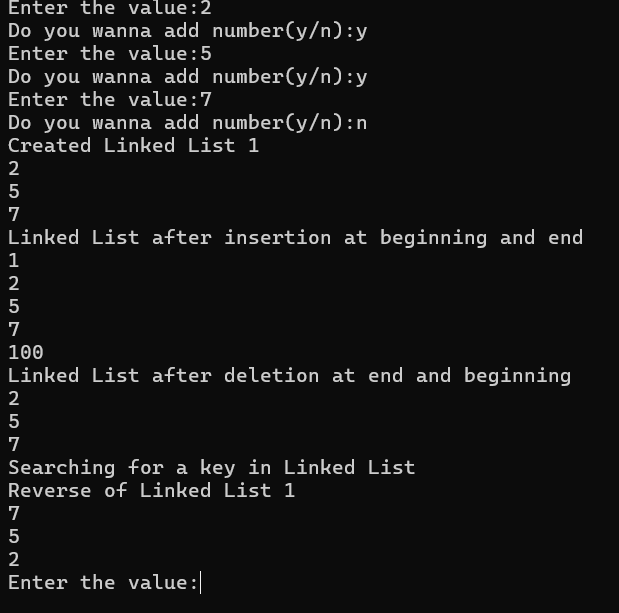 Enter the value:2
Do you wanna add number(y/n):y
Enter the value:5
Do you wanna add number(y/n):y
Enter the value:7
Do you wanna add number(y/n):n
Created Linked List 1
2
5
7
Linked List after insertion at beginning and end
1
2
5
7
100
Linked List after deletion at end and beginning
2
5
7
Searching for a key in Linked List
Reverse of Linked List 1
7
5
2
Enter the value: